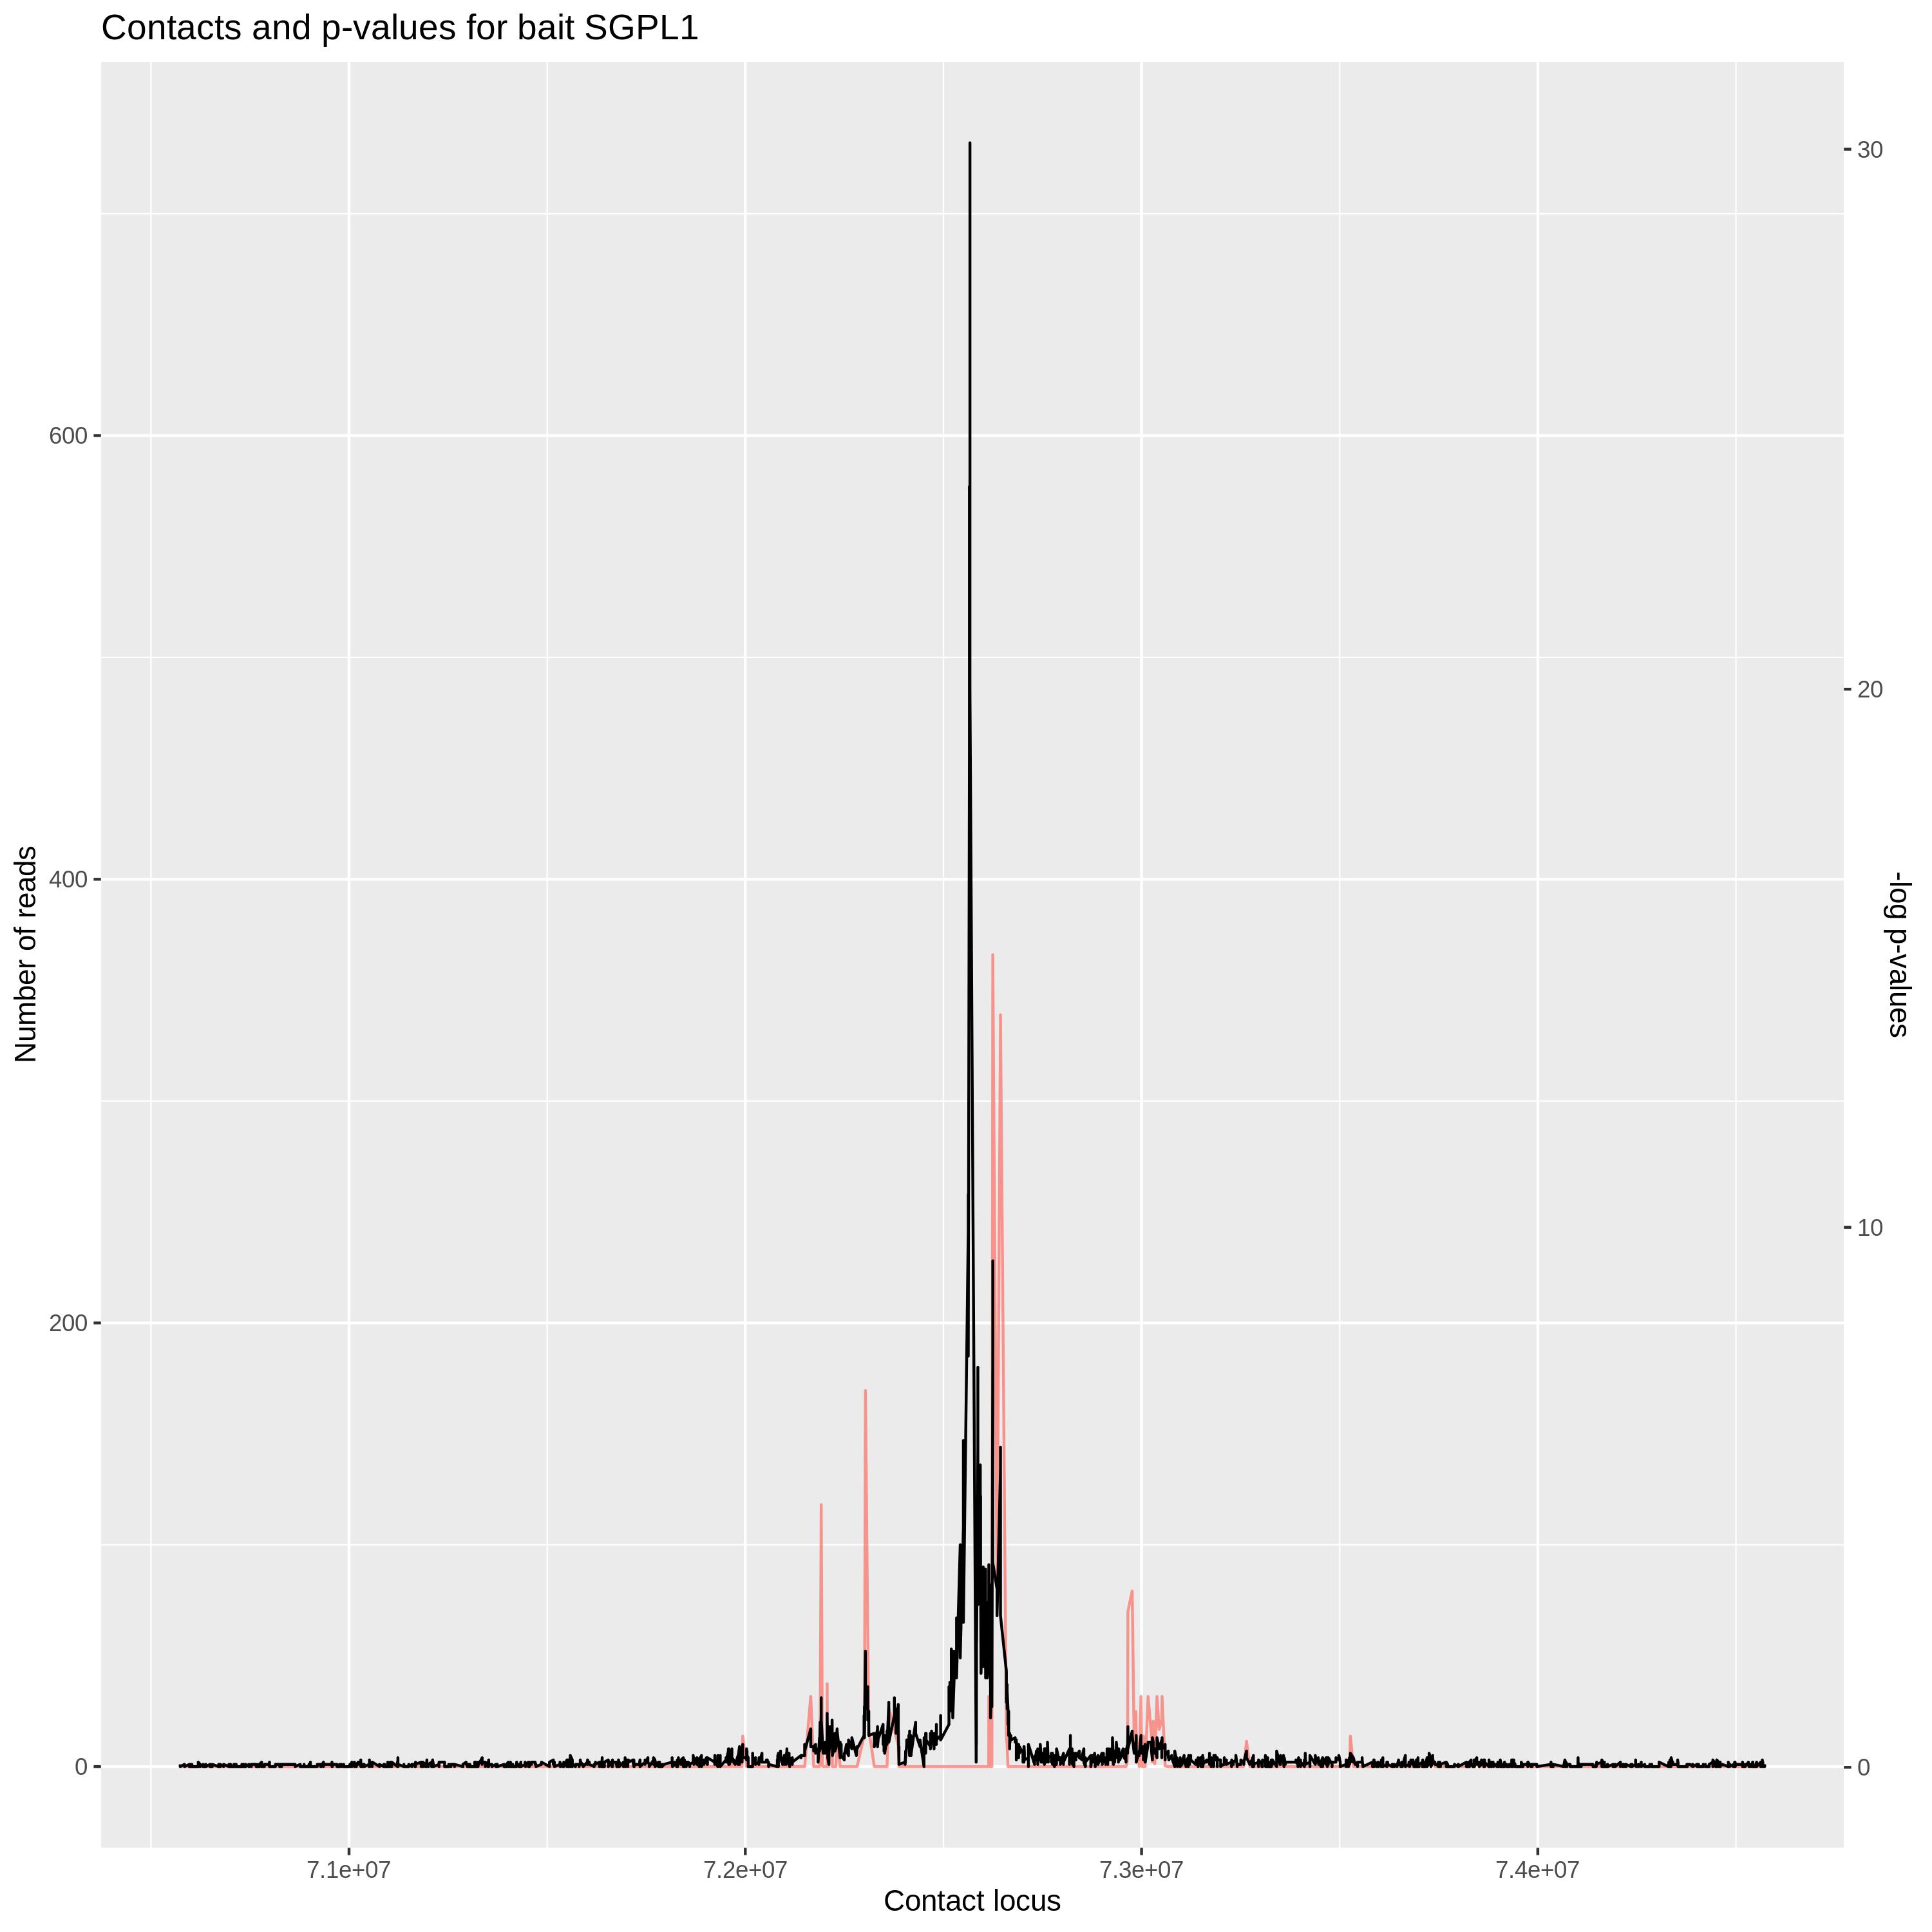 Contacts and p-values for bait SGPL1
600
400
200
0
30
20
10
0
Number of reads
-log p-values
7.1e+07
7.2e+07
7.3e+07
7.4e+07
Contact locus